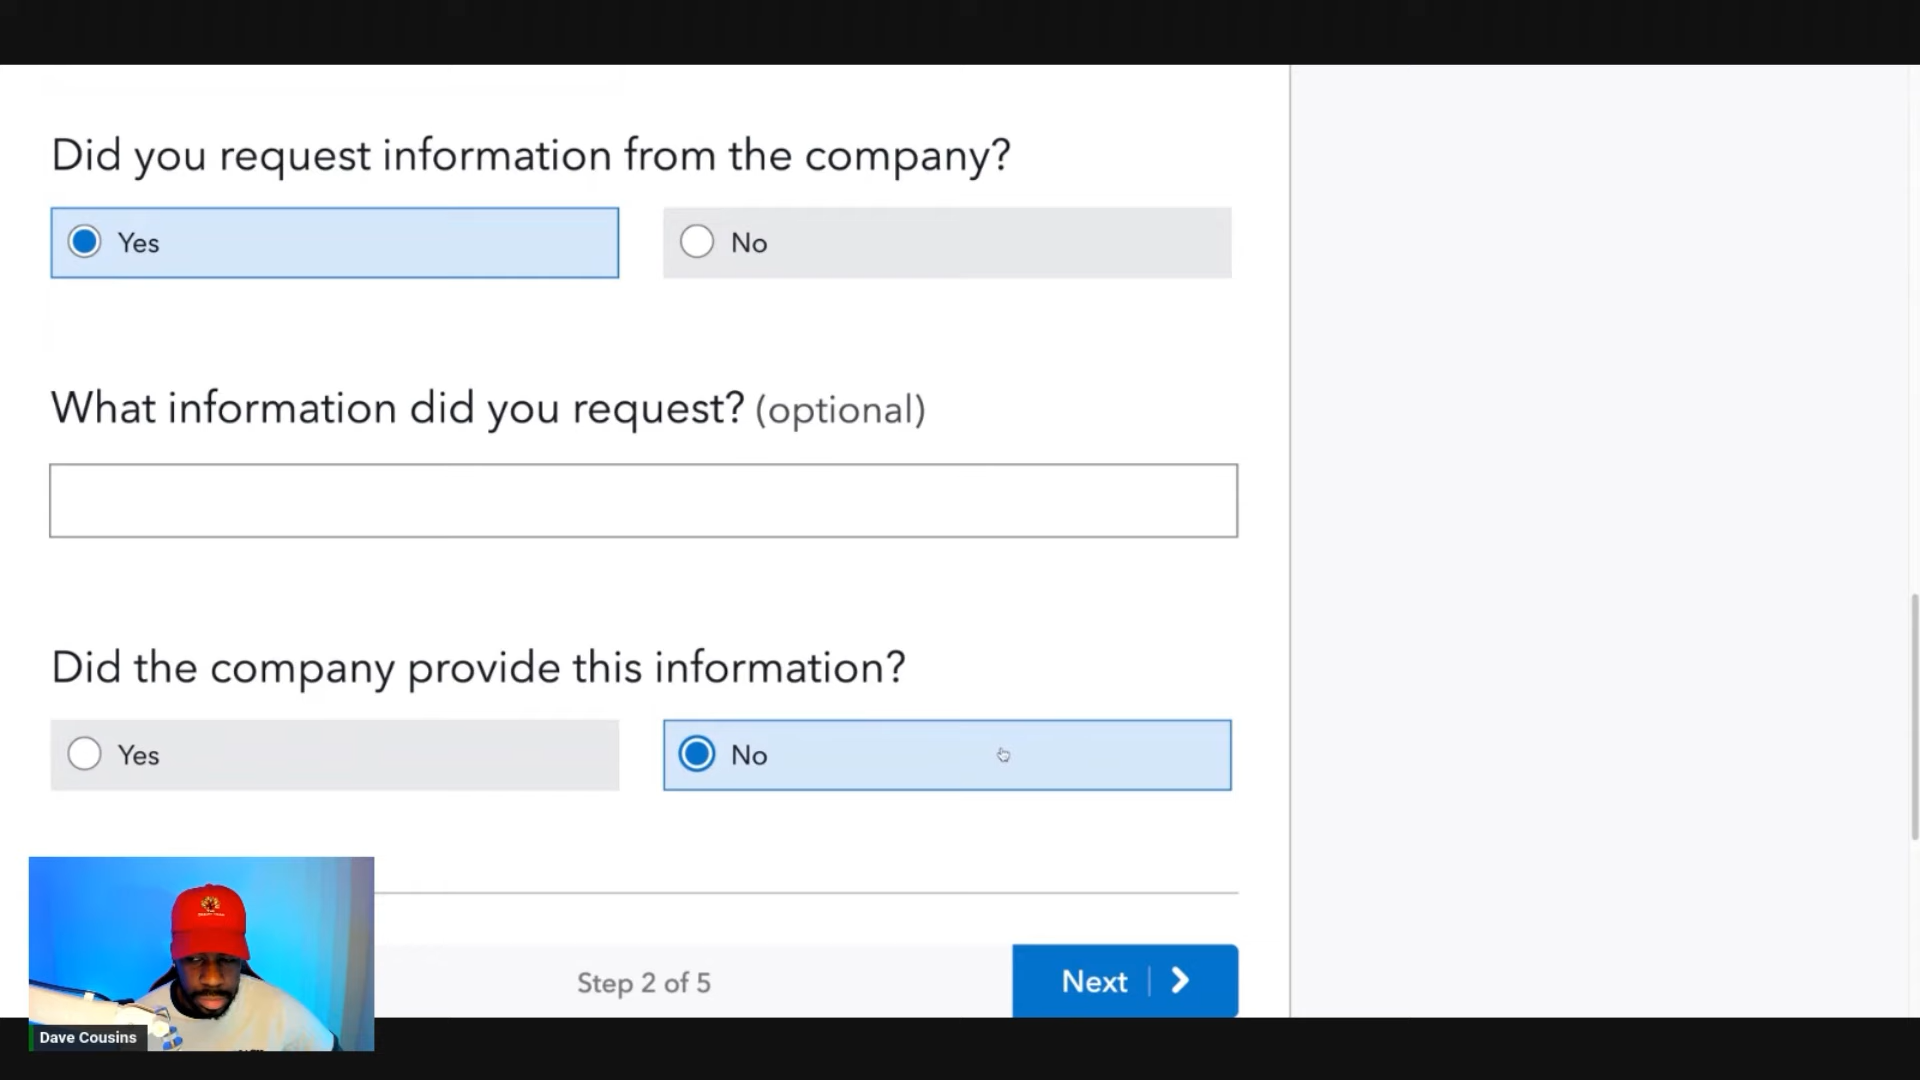 Did you request information from the company?
Yes
No
What information did you request? (optional)
Did the company provide this information?
Yes
No
Step 2 of 5
Next
Dave Cousins